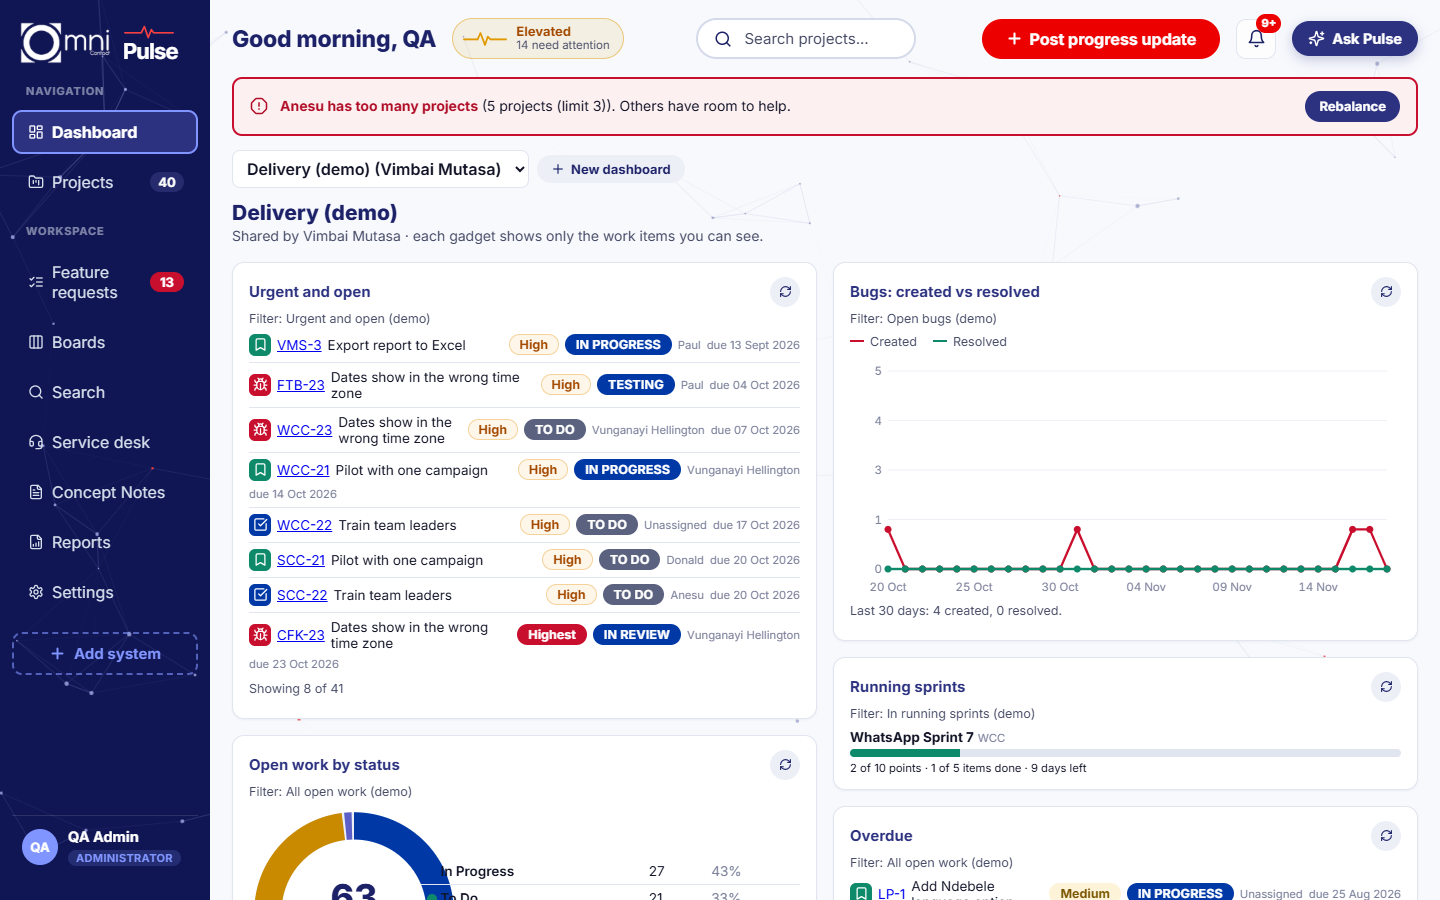 Omni
Contact
Pulse
NAVIGATION
Dashboard
Projects 40
WORKSPACE
Feature requests 13
Boards
Search
Service desk
Concept Notes
Reports
Settings
+ Add system
QA
QA Admin
ADMINISTRATOR
Good morning, QA
Elevated
14 need attention
Search projects...
+ Post progress update
9+
Ask Pulse
Anesu has too many projects (5 projects (limit 3)). Others have room to help.
Rebalance
Delivery (demo) (Vimbai Mutasa)
+ New dashboard
Delivery (demo)
Shared by Vimbai Mutasa · each gadget shows only the work items you can see.
Urgent and open
Filter: Urgent and open (demo)
VMS-3 Export report to Excel High IN PROGRESS Paul due 13 Sept 2026
FTB-23 Dates show in the wrong time zone High TESTING Paul due 04 Oct 2026
WCC-23 Dates show in the wrong time zone High TO DO Vunganayi Hellington due 07 Oct 2026
WCC-21 Pilot with one campaign High IN PROGRESS Vunganayi Hellington
due 14 Oct 2026
WCC-22 Train team leaders High TO DO Unassigned due 17 Oct 2026
SCC-21 Pilot with one campaign High TO DO Donald due 20 Oct 2026
SCC-22 Train team leaders High TO DO Anesu due 20 Oct 2026
CFK-23 Dates show in the wrong time zone Highest IN REVIEW Vunganayi Hellington
due 23 Oct 2026
Showing 8 of 41
Open work by status
Filter: All open work (demo)
63
In Progress 27 43%
To Do 21 33%
Bugs: created vs resolved
Filter: Open bugs (demo)
Created Resolved
5
4
3
1
0
20 Oct 25 Oct 30 Oct 04 Nov 09 Nov 14 Nov
Last 30 days: 4 created, 0 resolved.
Running sprints
Filter: In running sprints (demo)
WhatsApp Sprint 7 WCC
2 of 10 points · 1 of 5 items done · 9 days left
Overdue
Filter: All open work (demo)
LP-1 Add Ndebele language option Medium IN PROGRESS Unassigned due 25 Aug 2026